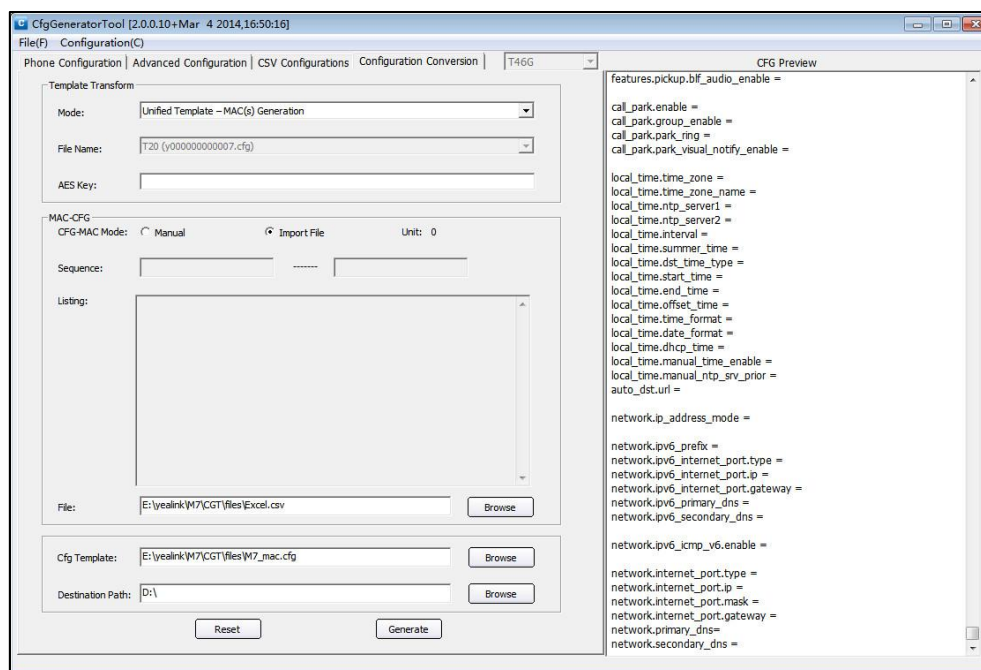 CfgGeneratorTool [2.0.0.10+Mar 4 2014,16:50:16]
File(F) Configuration(C)
Phone Configuration Advanced Configuration CSV Configurations Configuration Conversion T46G
Template Transform
Mode: Unified Template – MAC(s) Generation
File Name: T20 (y000000000007.cfg)
AES Key:
MAC-CFG
CFG-MAC Mode: Manual Import File Unit: 0
Sequence: -------
Listing:
File: E:\yealink\M7\CGT\files\Excel.csv Browse
Cfg Template: E:\yealink\M7\CGT\files\M7_mac.cfg Browse
Destination Path: D:\ Browse
Reset Generate
CFG Preview
features.pickup.blf_audio_enable =
call_park.enable =
call_park.group_enable =
call_park.park_ring =
call_park.park_visual_notify_enable =
local_time.time_zone =
local_time.time_zone_name =
local_time.ntp_server1 =
local_time.ntp_server2 =
local_time.interval =
local_time.summer_time =
local_time.dst_time_type =
local_time.start_time =
local_time.end_time =
local_time.offset_time =
local_time.time_format =
local_time.date_format =
local_time.dhcp_time =
local_time.manual_time_enable =
local_time.manual_ntp_srv_prior =
auto_dst.url =
network.ip_address_mode =
network.ipv6_prefix =
network.ipv6_internet_port.type =
network.ipv6_internet_port.ip =
network.ipv6_internet_port.gateway =
network.ipv6_primary_dns =
network.ipv6_secondary_dns =
network.ipv6_icmp_v6.enable =
network.internet_port.type =
network.internet_port.ip =
network.internet_port.mask =
network.internet_port.gateway =
network.primary_dns=
network.secondary_dns =